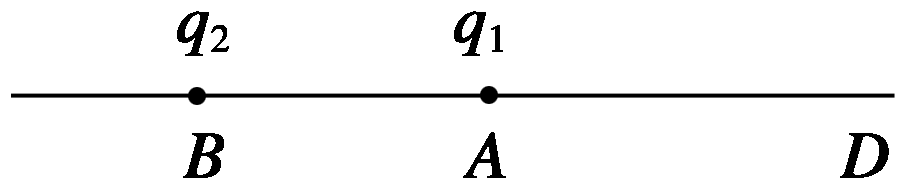 q₂ q₁
B A D